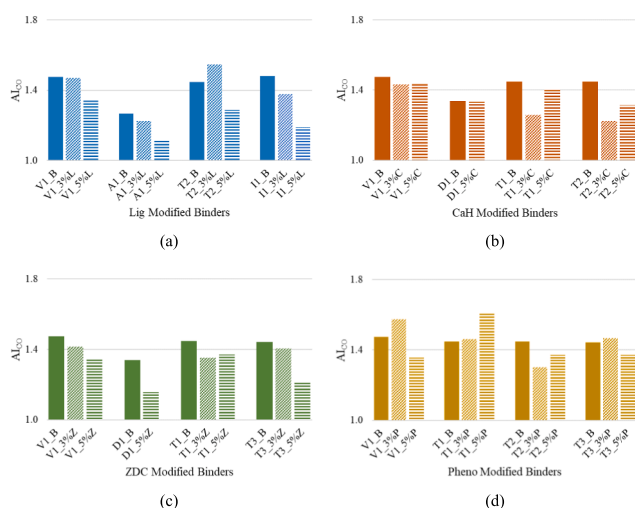 1.8
1.4
1.0
AI_CO
V1_B
V1_3%L
V1_5%L
A1_B
A1_3%L
A1_5%L
T2_B
T2_3%L
T2_5%L
I1_B
I1_3%L
I1_5%L
Lig Modified Binders
(a)
1.8
1.4
1.0
AI_CO
V1_B
V1_3%C
V1_5%C
D1_B
D1_5%C
T1_B
T1_3%C
T1_5%C
T2_B
T2_3%C
T2_5%C
CaH Modified Binders
(b)
1.8
1.4
1.0
AI_CO
V1_B
V1_3%Z
V1_5%Z
D1_B
D1_5%Z
T1_B
T1_3%Z
T1_5%Z
T3_B
T3_3%Z
T3_5%Z
ZDC Modified Binders
(c)
1.8
1.4
1.0
AI_CO
V1_B
V1_3%P
V1_5%P
T1_B
T1_3%P
T1_5%P
T2_B
T2_3%P
T2_5%P
T3_B
T3_3%P
T3_5%P
Pheno Modified Binders
(d)